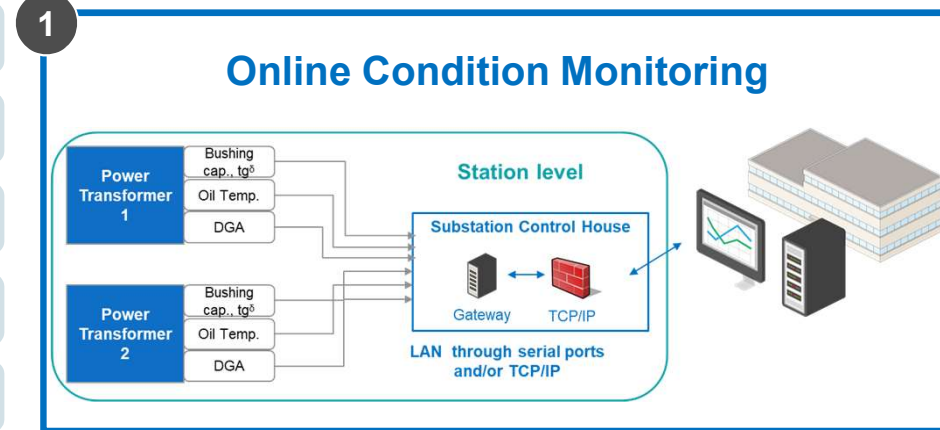 1
Online Condition Monitoring
Power
Transformer
1
Bushing
cap., tgᵟ
Oil Temp.
DGA
Station level
Substation Control House
Gateway
TCP/IP
Power
Transformer
2
Bushing
cap., tgᵟ
Oil Temp.
DGA
LAN through serial ports
and/or TCP/IP